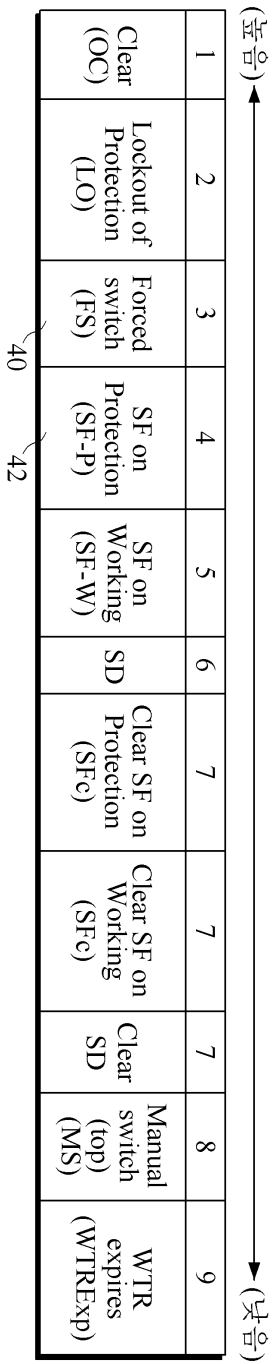 (높음)
(낮음)
1
2
3
4
5
6
7
7
7
8
9
Clear
(OC)
Lockout of
Protection
(LO)
Forced
switch
(FS)
SF on
Protection
(SF-P)
SF on
Working
(SF-W)
SD
Clear SF on
Protection
(SFc)
Clear SF on
Working
(SFc)
Clear
SD
Manual
switch
(top)
(MS)
WTR
expires
(WTRExp)
40
42